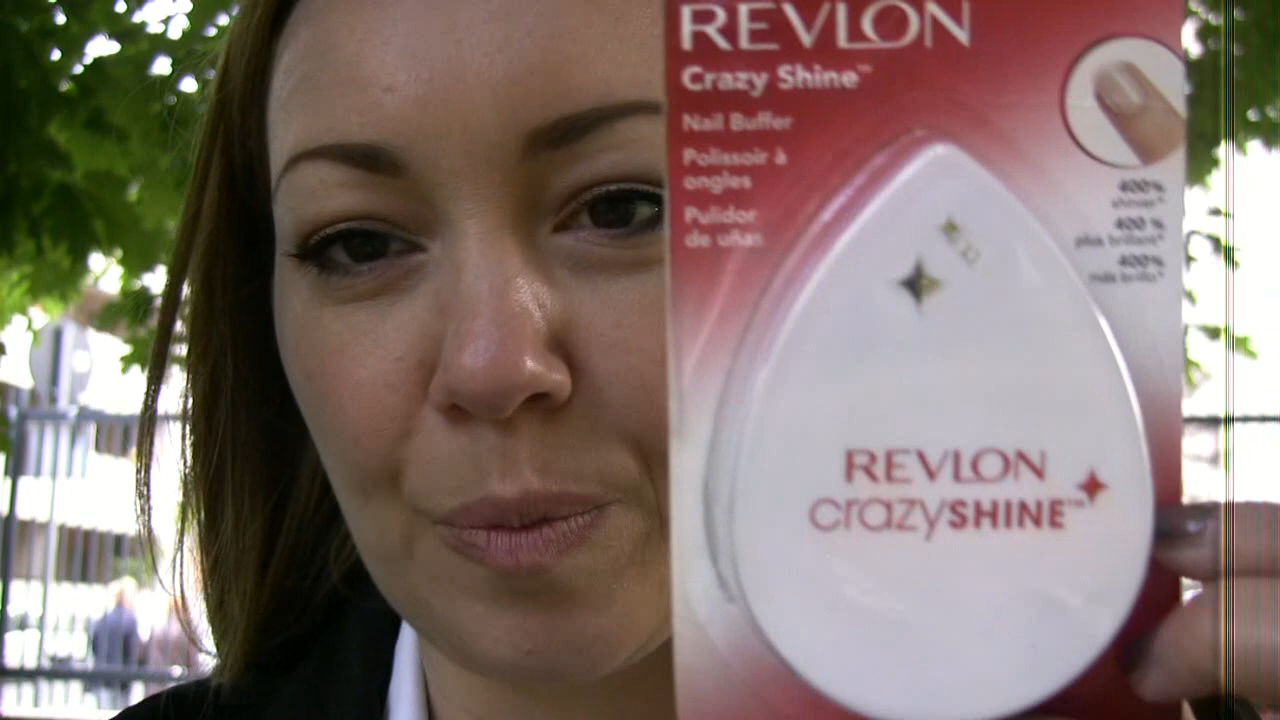 REVLON
Crazy Shine™
Nail Buffer
Polissoir à
ongles
Pulidor
de uñas
400%
shinier*
400 %
plus brillant*
400%
más brillo*
REVLON
crazySHINE™